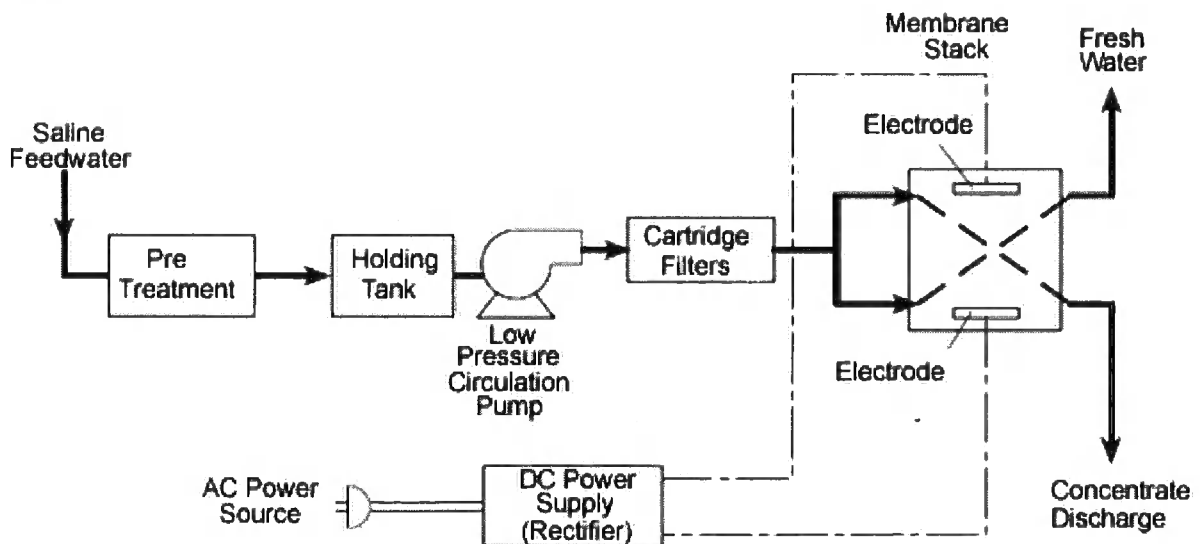 Membrane
Stack
Fresh
Water
Electrode
Saline
Feedwater
Pre
Treatment
Holding
Tank
Cartridge
Filters
Low
Pressure
Circulation
Pump
Electrode
AC Power
Source
DC Power
Supply
(Rectifier)
Concentrate
Discharge